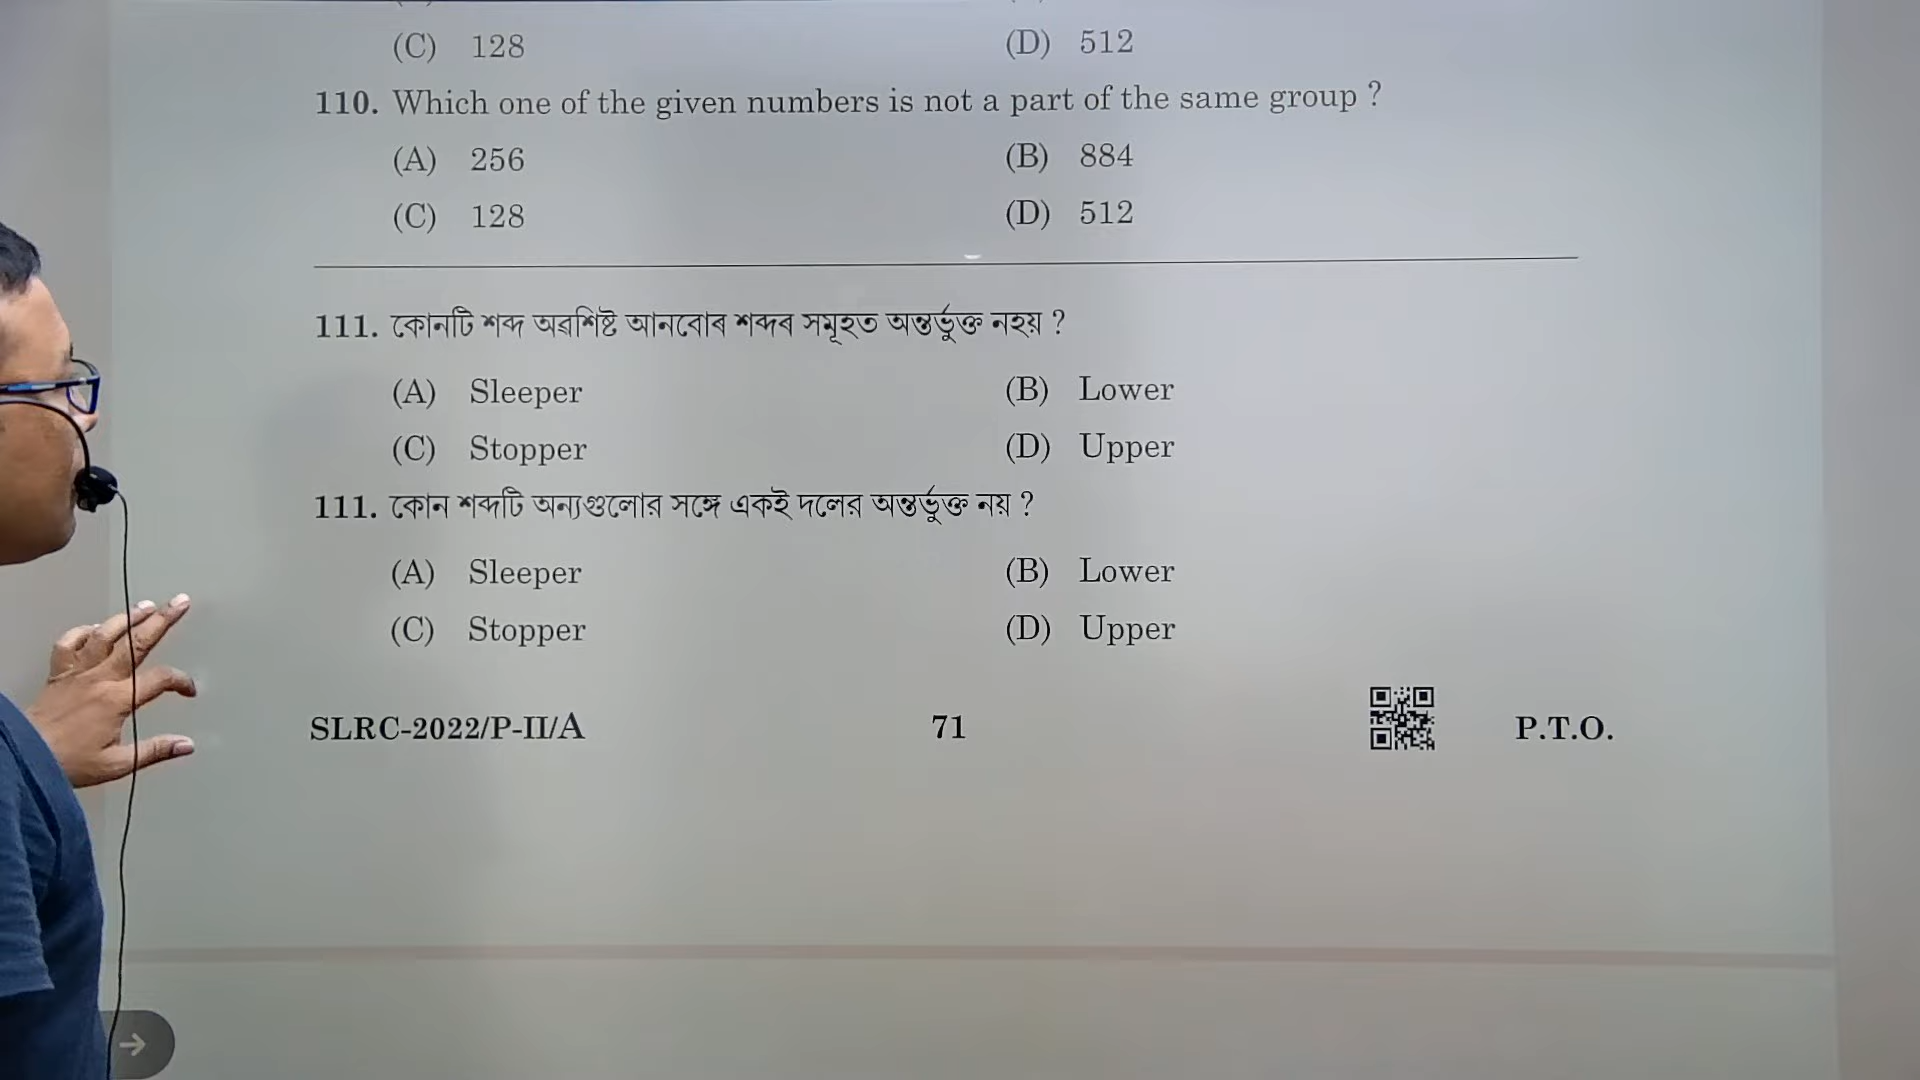 (C) 128 (D) 512
110. Which one of the given numbers is not a part of the same group ?
(A) 256 (B) 884
(C) 128 (D) 512
111. কোনটি শব্দ অৱশিষ্ট আনবোৰ শব্দৰ সমূহত অন্তৰ্ভুক্ত নহয় ?
(A) Sleeper (B) Lower
(C) Stopper (D) Upper
111. কোন শব্দটি অন্যগুলোর সঙ্গে একই দলের অন্তর্ভুক্ত নয় ?
(A) Sleeper (B) Lower
(C) Stopper (D) Upper
SLRC-2022/P-II/A 71 P.T.O.